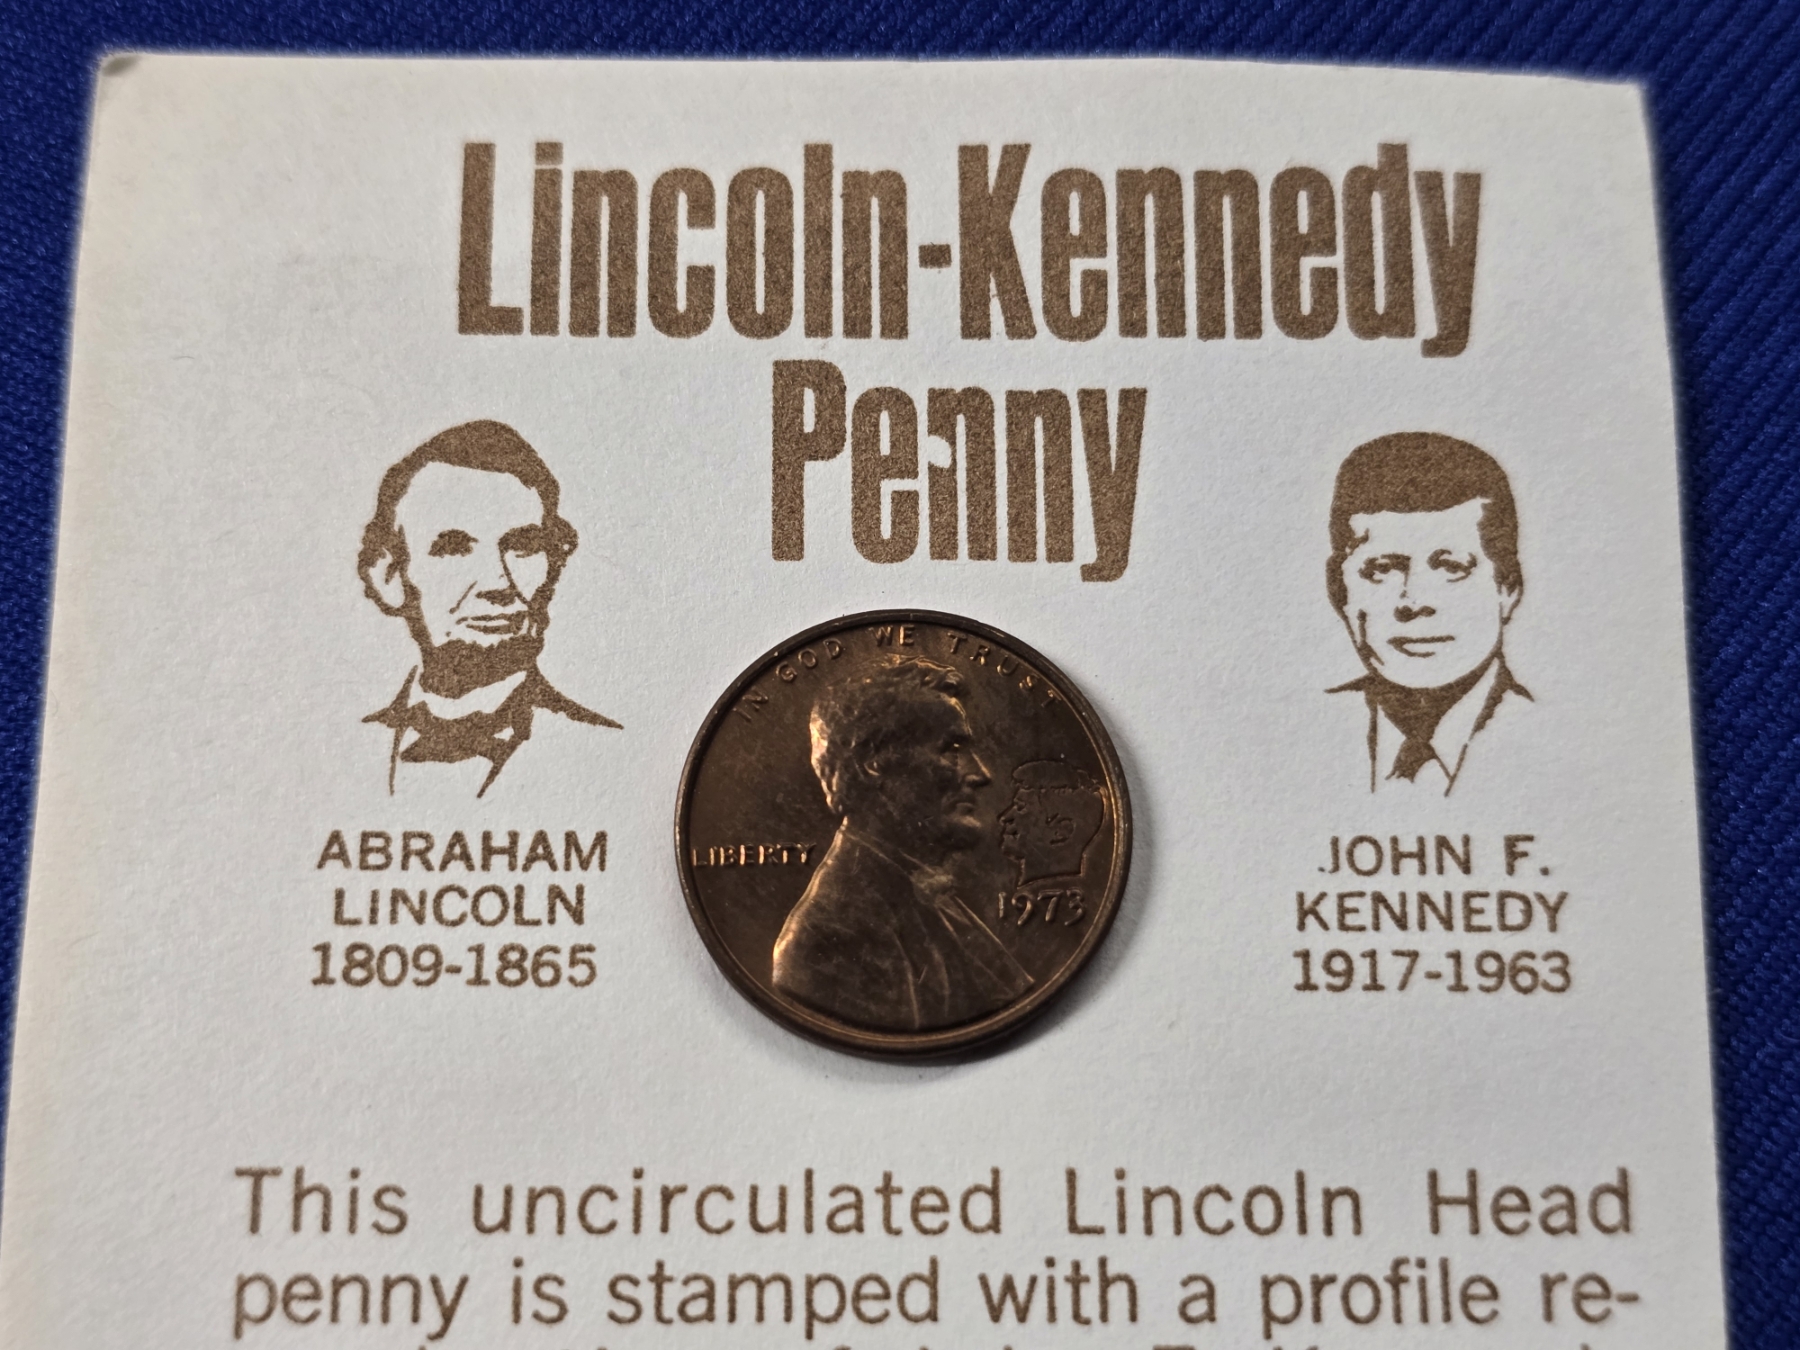 Lincoln-Kennedy
Penny
IN GOD WE TRUST
LIBERTY
1973
ABRAHAM
LINCOLN
1809-1865
JOHN F.
KENNEDY
1917-1963
This uncirculated Lincoln Head
penny is stamped with a profile re-